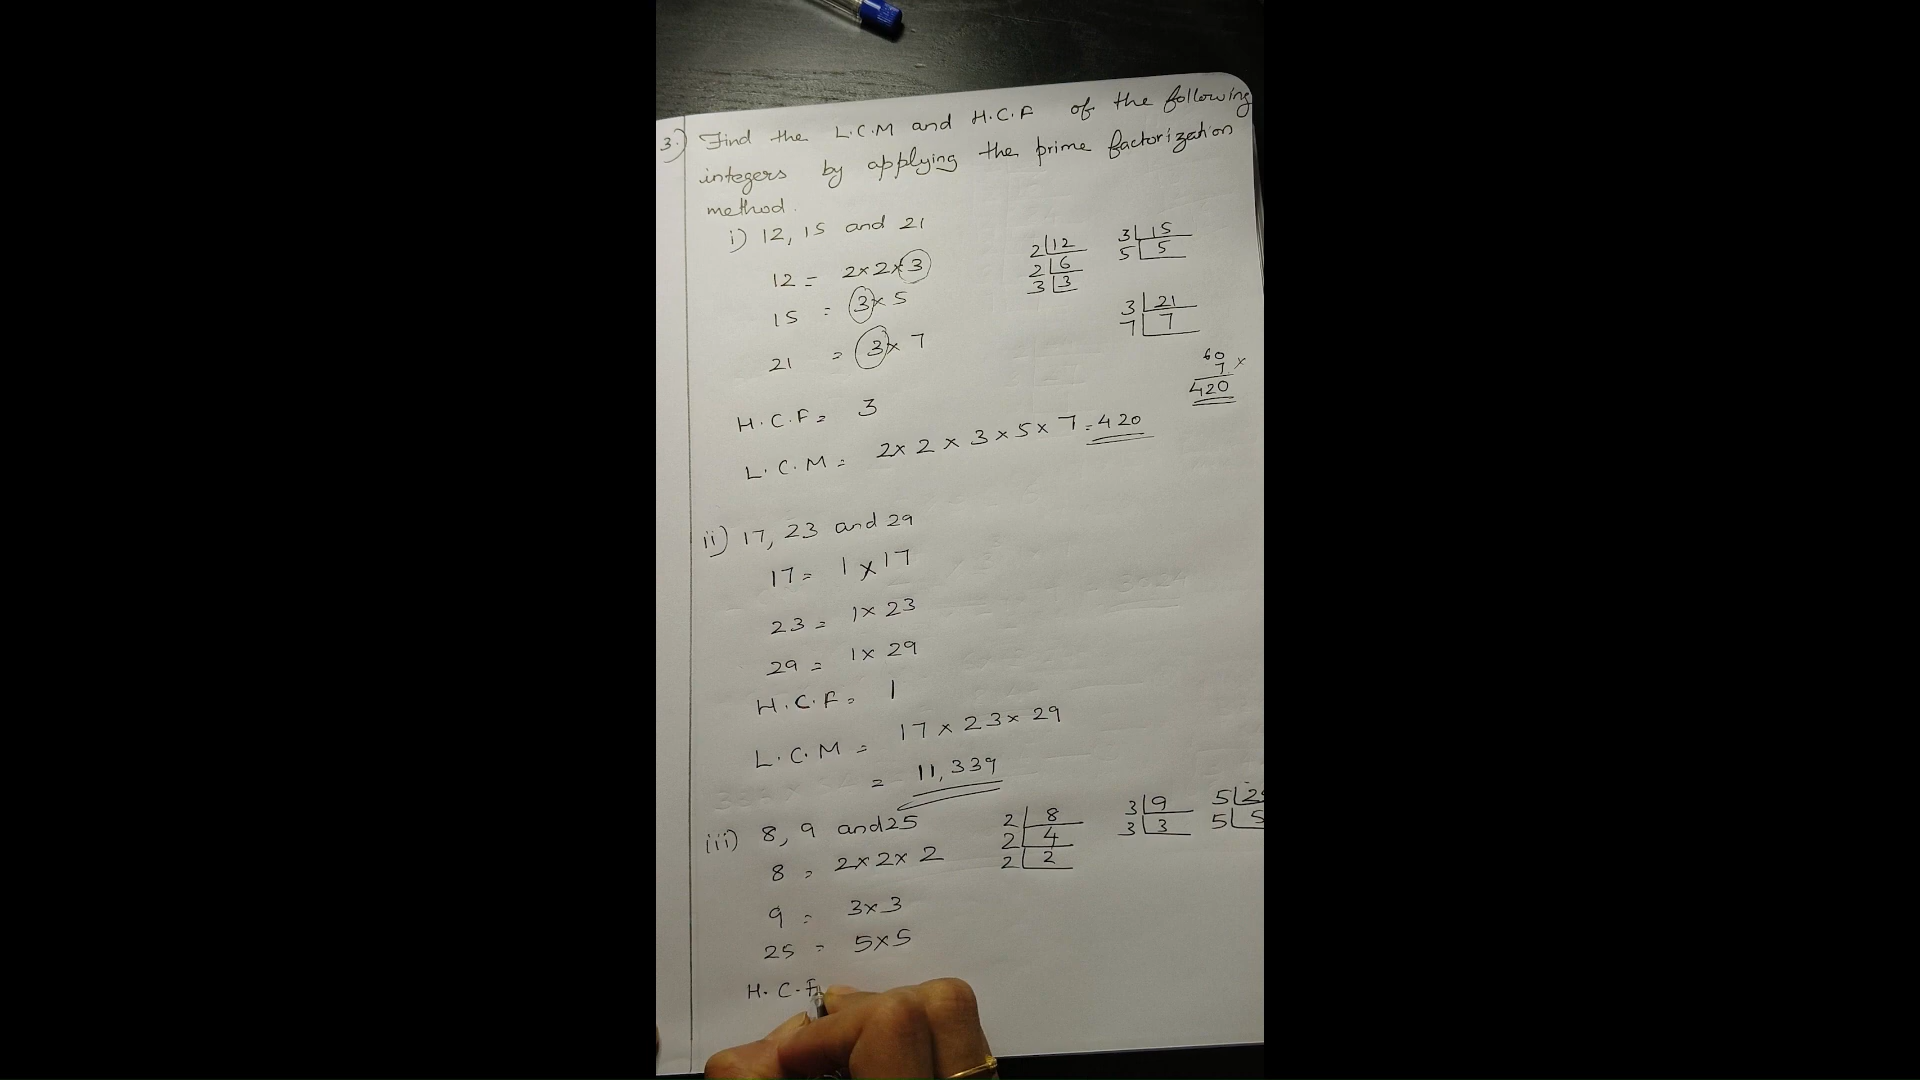 3.) Find the L.C.M and H.C.F of the following
integers by applying the prime factorization
method.
i) 12, 15 and 21
12 = 2×2×3
15 = 3×5
21 = 3×7
2 12
2 6
3 3
3 15
5 5
3 21
7 7
60
7 ×
420
H.C.F = 3
L.C.M = 2×2×3×5×7=420
ii) 17, 23 and 29
17 = 1×17
23 = 1×23
29 = 1×29
H.C.F = 1
L.C.M = 17×23×29
= 11,339
iii) 8, 9 and 25
8 = 2×2×2
9 = 3×3
25 = 5×5
2 8
2 4
2 2
3 9
3 3
5 2
5 5
H.C.F